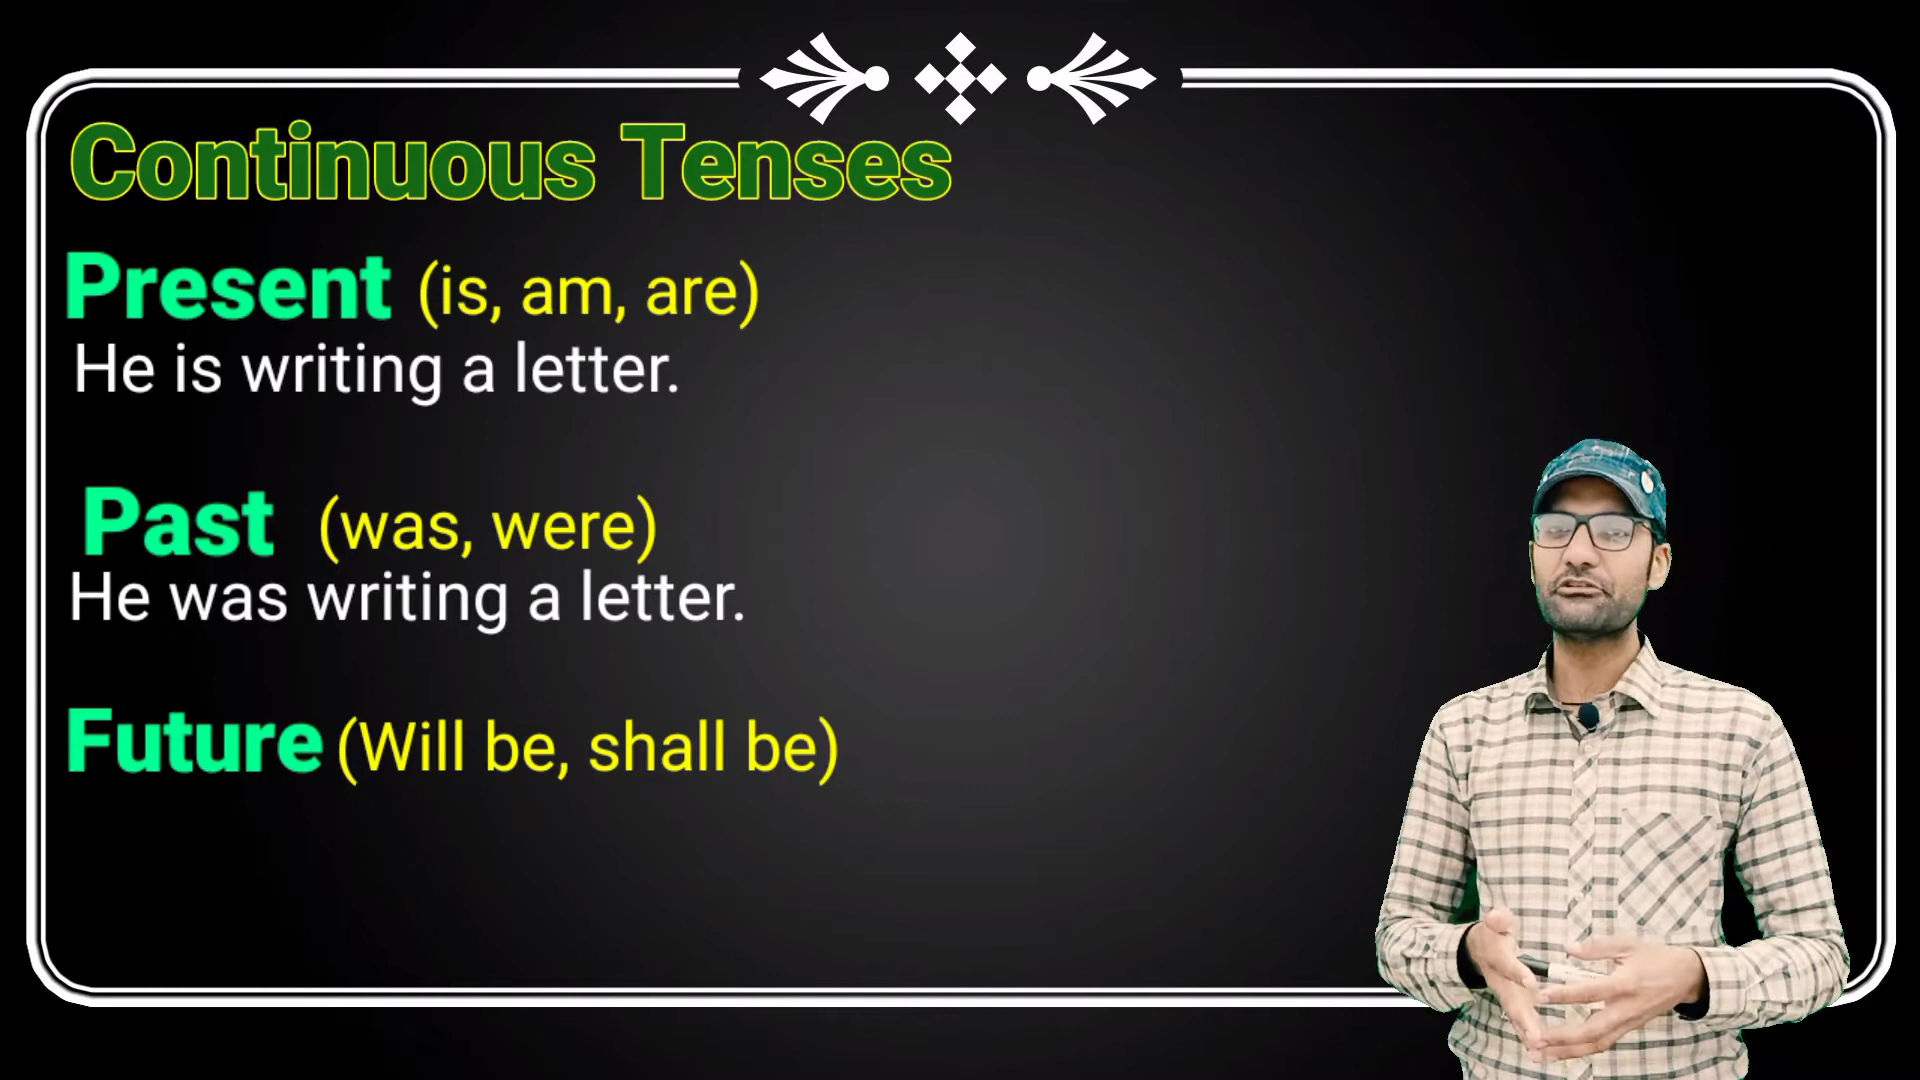 Continuous Tenses
Present (is, am, are)
He is writing a letter.
Past (was, were)
He was writing a letter.
Future (Will be, shall be)